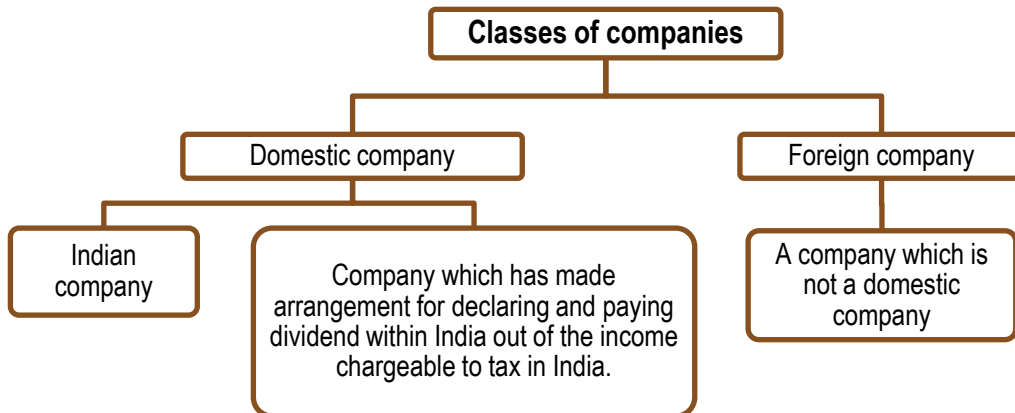 Classes of companies
Domestic company
Foreign company
Indian
company
Company which has made
arrangement for declaring and paying
dividend within India out of the income
chargeable to tax in India.
A company which is
not a domestic
company